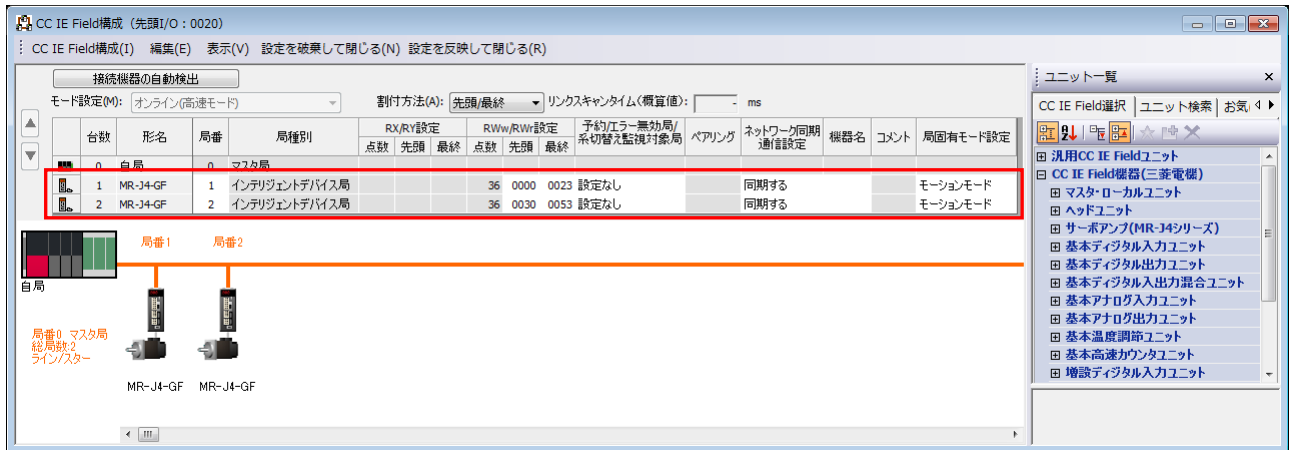 CC IE Field構成（先頭I/O：0020）
CC IE Field構成(I) 編集(E) 表示(V) 設定を破棄して閉じる(N) 設定を反映して閉じる(R)
接続機器の自動検出
モード設定(M): オンライン(高速モード) 割付方法(A): 先頭/最終 リンクスキャンタイム(概算値): - ms
台数 形名 局番 局種別 RX/RY設定 RWw/RWr設定 予約/エラー無効局/系切替え監視対象局 ペアリング ネットワーク同期通信設定 機器名 コメント 局固有モード設定
点数 先頭 最終 点数 先頭 最終
0 自局 0 マスタ局
1 MR-J4-GF 1 インテリジェントデバイス局 36 0000 0023 設定なし 同期する モーションモード
2 MR-J4-GF 2 インテリジェントデバイス局 36 0030 0053 設定なし 同期する モーションモード
局番1 局番2
自局
局番0 マスタ局
総局数:2
ライン/スター
MR-J4-GF MR-J4-GF
ユニット一覧
CC IE Field選択 ユニット検索 お気
汎用CC IE Fieldユニット
CC IE Field機器(三菱電機)
マスタ・ローカルユニット
ヘッドユニット
サーボアンプ(MR-J4シリーズ)
基本ディジタル入力ユニット
基本ディジタル出力ユニット
基本ディジタル入出力混合ユニット
基本アナログ入力ユニット
基本アナログ出力ユニット
基本温度調節ユニット
基本高速カウンタユニット
増設ディジタル入力ユニット